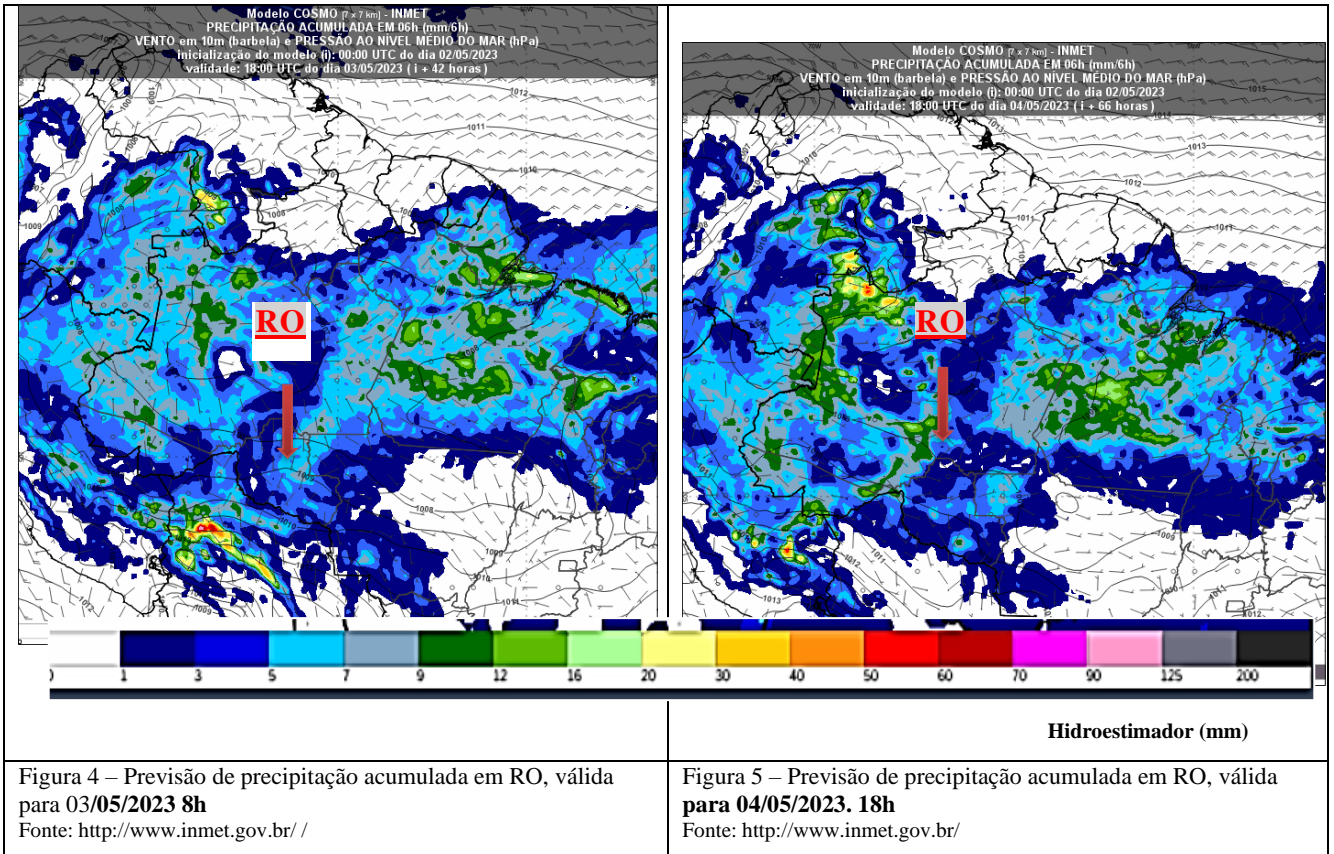 Modelo COSMO [7 x 7 km] - INMET
PRECIPITAÇÃO ACUMULADA EM 06h (mm/6h)
VENTO em 10m (barbela) e PRESSÃO AO NÍVEL MÉDIO DO MAR (hPa)
inicialização do modelo (i): 00:00 UTC do dia 02/05/2023
validade: 18:00 UTC do dia 03/05/2023 ( i + 42 horas )
RO
Modelo COSMO [7 x 7 km] - INMET
PRECIPITAÇÃO ACUMULADA EM 06h (mm/6h)
VENTO em 10m (barbela) e PRESSÃO AO NÍVEL MÉDIO DO MAR (hPa)
inicialização do modelo (i): 00:00 UTC do dia 02/05/2023
validade: 18:00 UTC do dia 04/05/2023 ( i + 66 horas )
RO
1 3 5 7 9 12 16 20 30 40 50 60 70 90 125 200
Hidroestimador (mm)
Figura 4 – Previsão de precipitação acumulada em RO, válida
para 03/05/2023 8h
Fonte: http://www.inmet.gov.br/ /
Figura 5 – Previsão de precipitação acumulada em RO, válida
para 04/05/2023. 18h
Fonte: http://www.inmet.gov.br/